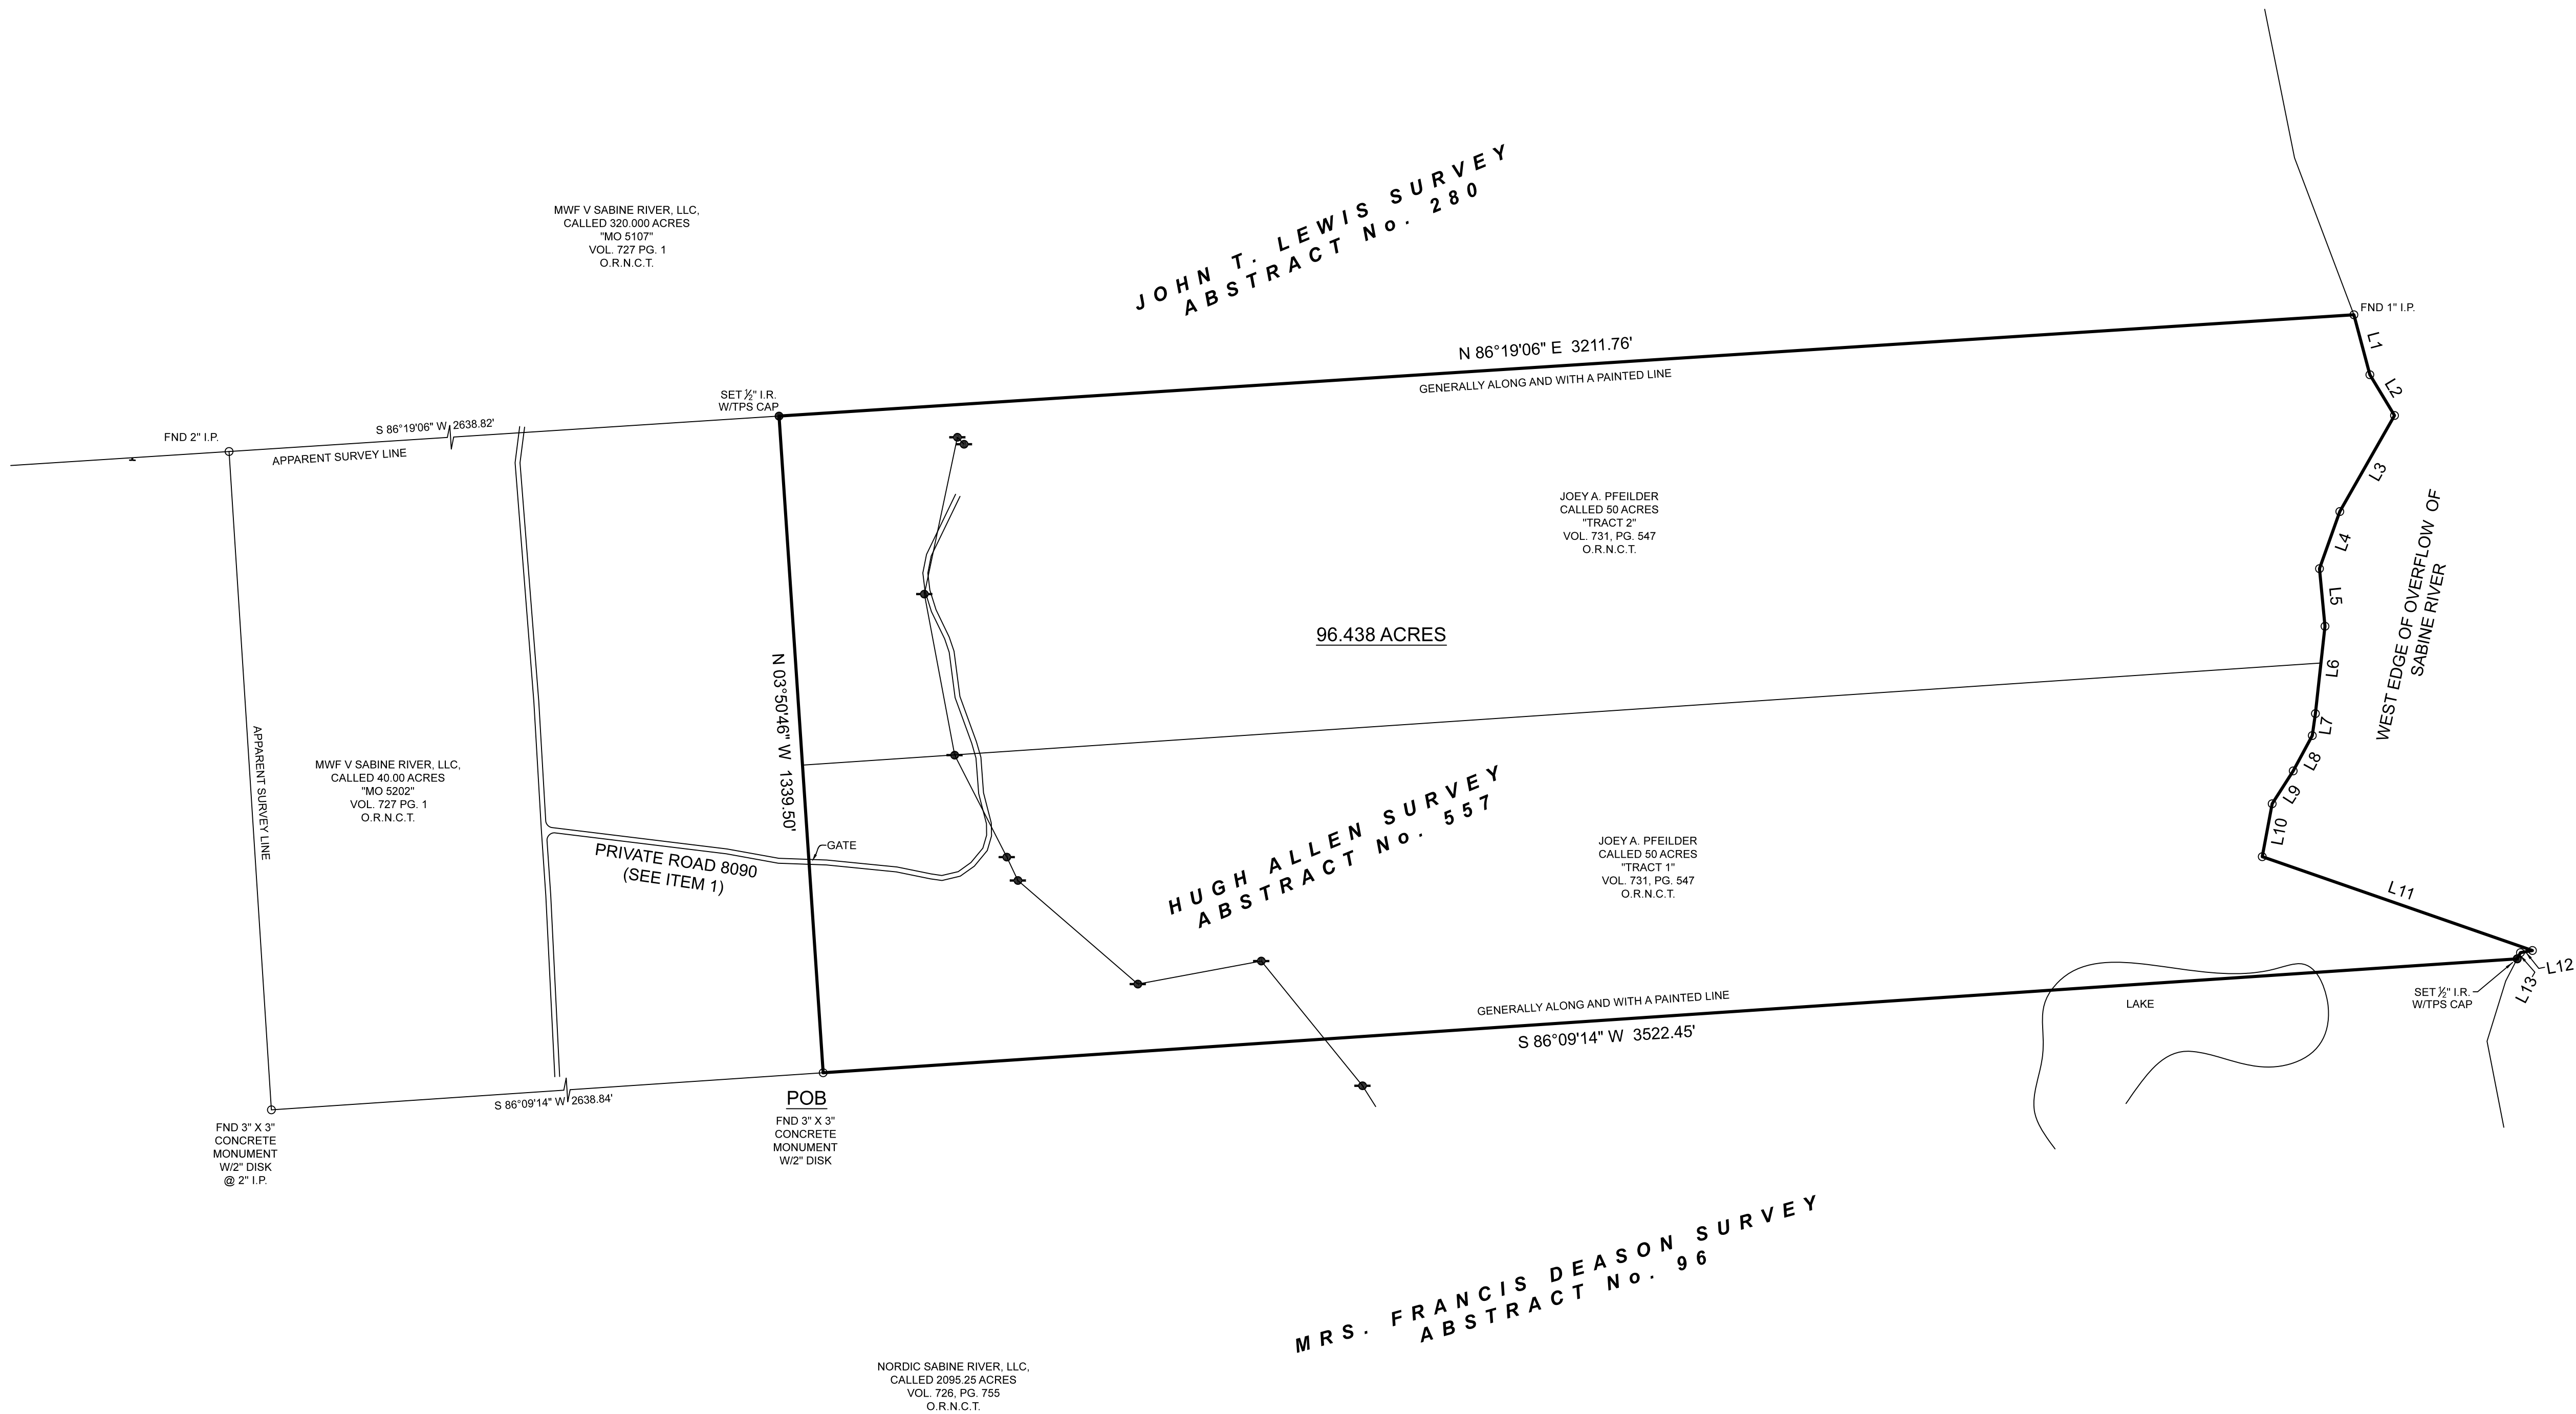 JOHN T. LEWIS SURVEY
ABSTRACT No. 280
MWF V SABINE RIVER, LLC,
CALLED 320.000 ACRES
"MO 5107"
VOL. 727 PG. 1
O.R.N.C.T.
FND 1" I.P.
L1
N 86°19'06" E 3211.76'
GENERALLY ALONG AND WITH A PAINTED LINE
L2
SET ½" I.R.
W/TPS CAP
S 86°19'06" W 2638.82'
FND 2" I.P.
APPARENT SURVEY LINE
L3
JOEY A. PFEILDER
CALLED 50 ACRES
"TRACT 2"
VOL. 731, PG. 547
O.R.N.C.T.
L4
L5
WEST EDGE OF OVERFLOW OF
SABINE RIVER
96.438 ACRES
L6
N 03°50'46" W 1339.50'
L7
L8
L9
L10
APPARENT SURVEY LINE
MWF V SABINE RIVER, LLC,
CALLED 40.00 ACRES
"MO 5202"
VOL. 727 PG. 1
O.R.N.C.T.
GATE
PRIVATE ROAD 8090
(SEE ITEM 1)
HUGH ALLEN SURVEY
ABSTRACT No. 557
JOEY A. PFEILDER
CALLED 50 ACRES
"TRACT 1"
VOL. 731, PG. 547
O.R.N.C.T.
L11
L12
L13
SET ½" I.R.
W/TPS CAP
LAKE
GENERALLY ALONG AND WITH A PAINTED LINE
S 86°09'14" W 3522.45'
S 86°09'14" W 2638.84'
POB
FND 3" X 3"
CONCRETE
MONUMENT
W/2" DISK
FND 3" X 3"
CONCRETE
MONUMENT
W/2" DISK
@ 2" I.P.
MRS. FRANCIS DEASON SURVEY
ABSTRACT No. 96
NORDIC SABINE RIVER, LLC,
CALLED 2095.25 ACRES
VOL. 726, PG. 755
O.R.N.C.T.